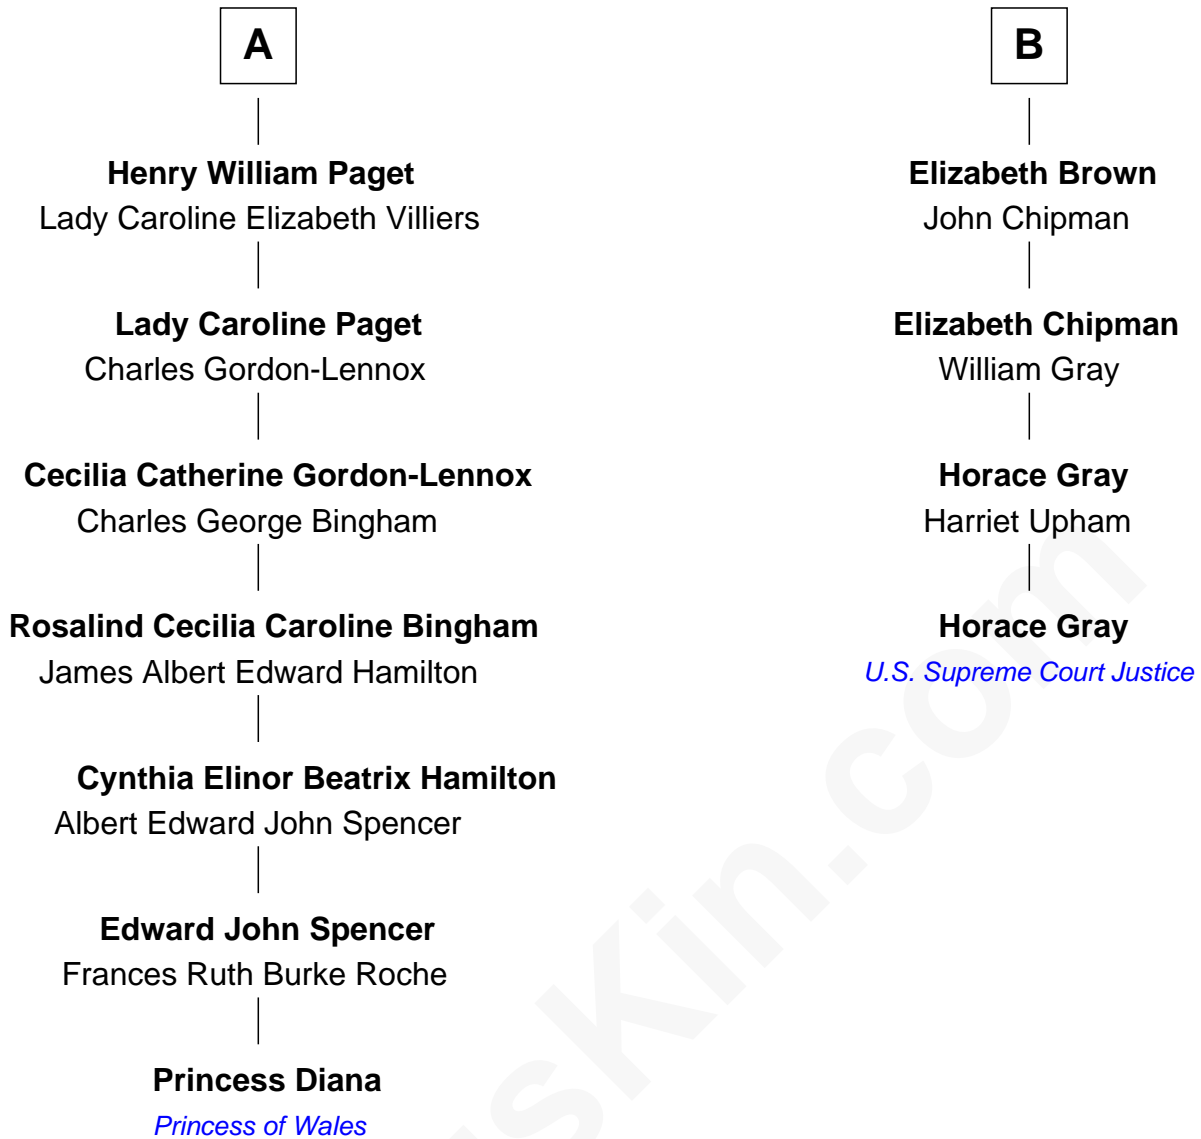 A
Henry William Paget
Lady Caroline Elizabeth Villiers
Lady Caroline Paget
Charles Gordon-Lennox
Cecilia Catherine Gordon-Lennox
Charles George Bingham
Rosalind Cecilia Caroline Bingham
James Albert Edward Hamilton
Cynthia Elinor Beatrix Hamilton
Albert Edward John Spencer
Edward John Spencer
Frances Ruth Burke Roche
Princess Diana
Princess of Wales
B
Elizabeth Brown
John Chipman
Elizabeth Chipman
William Gray
Horace Gray
Harriet Upham
Horace Gray
U.S. Supreme Court Justice
sKin.com